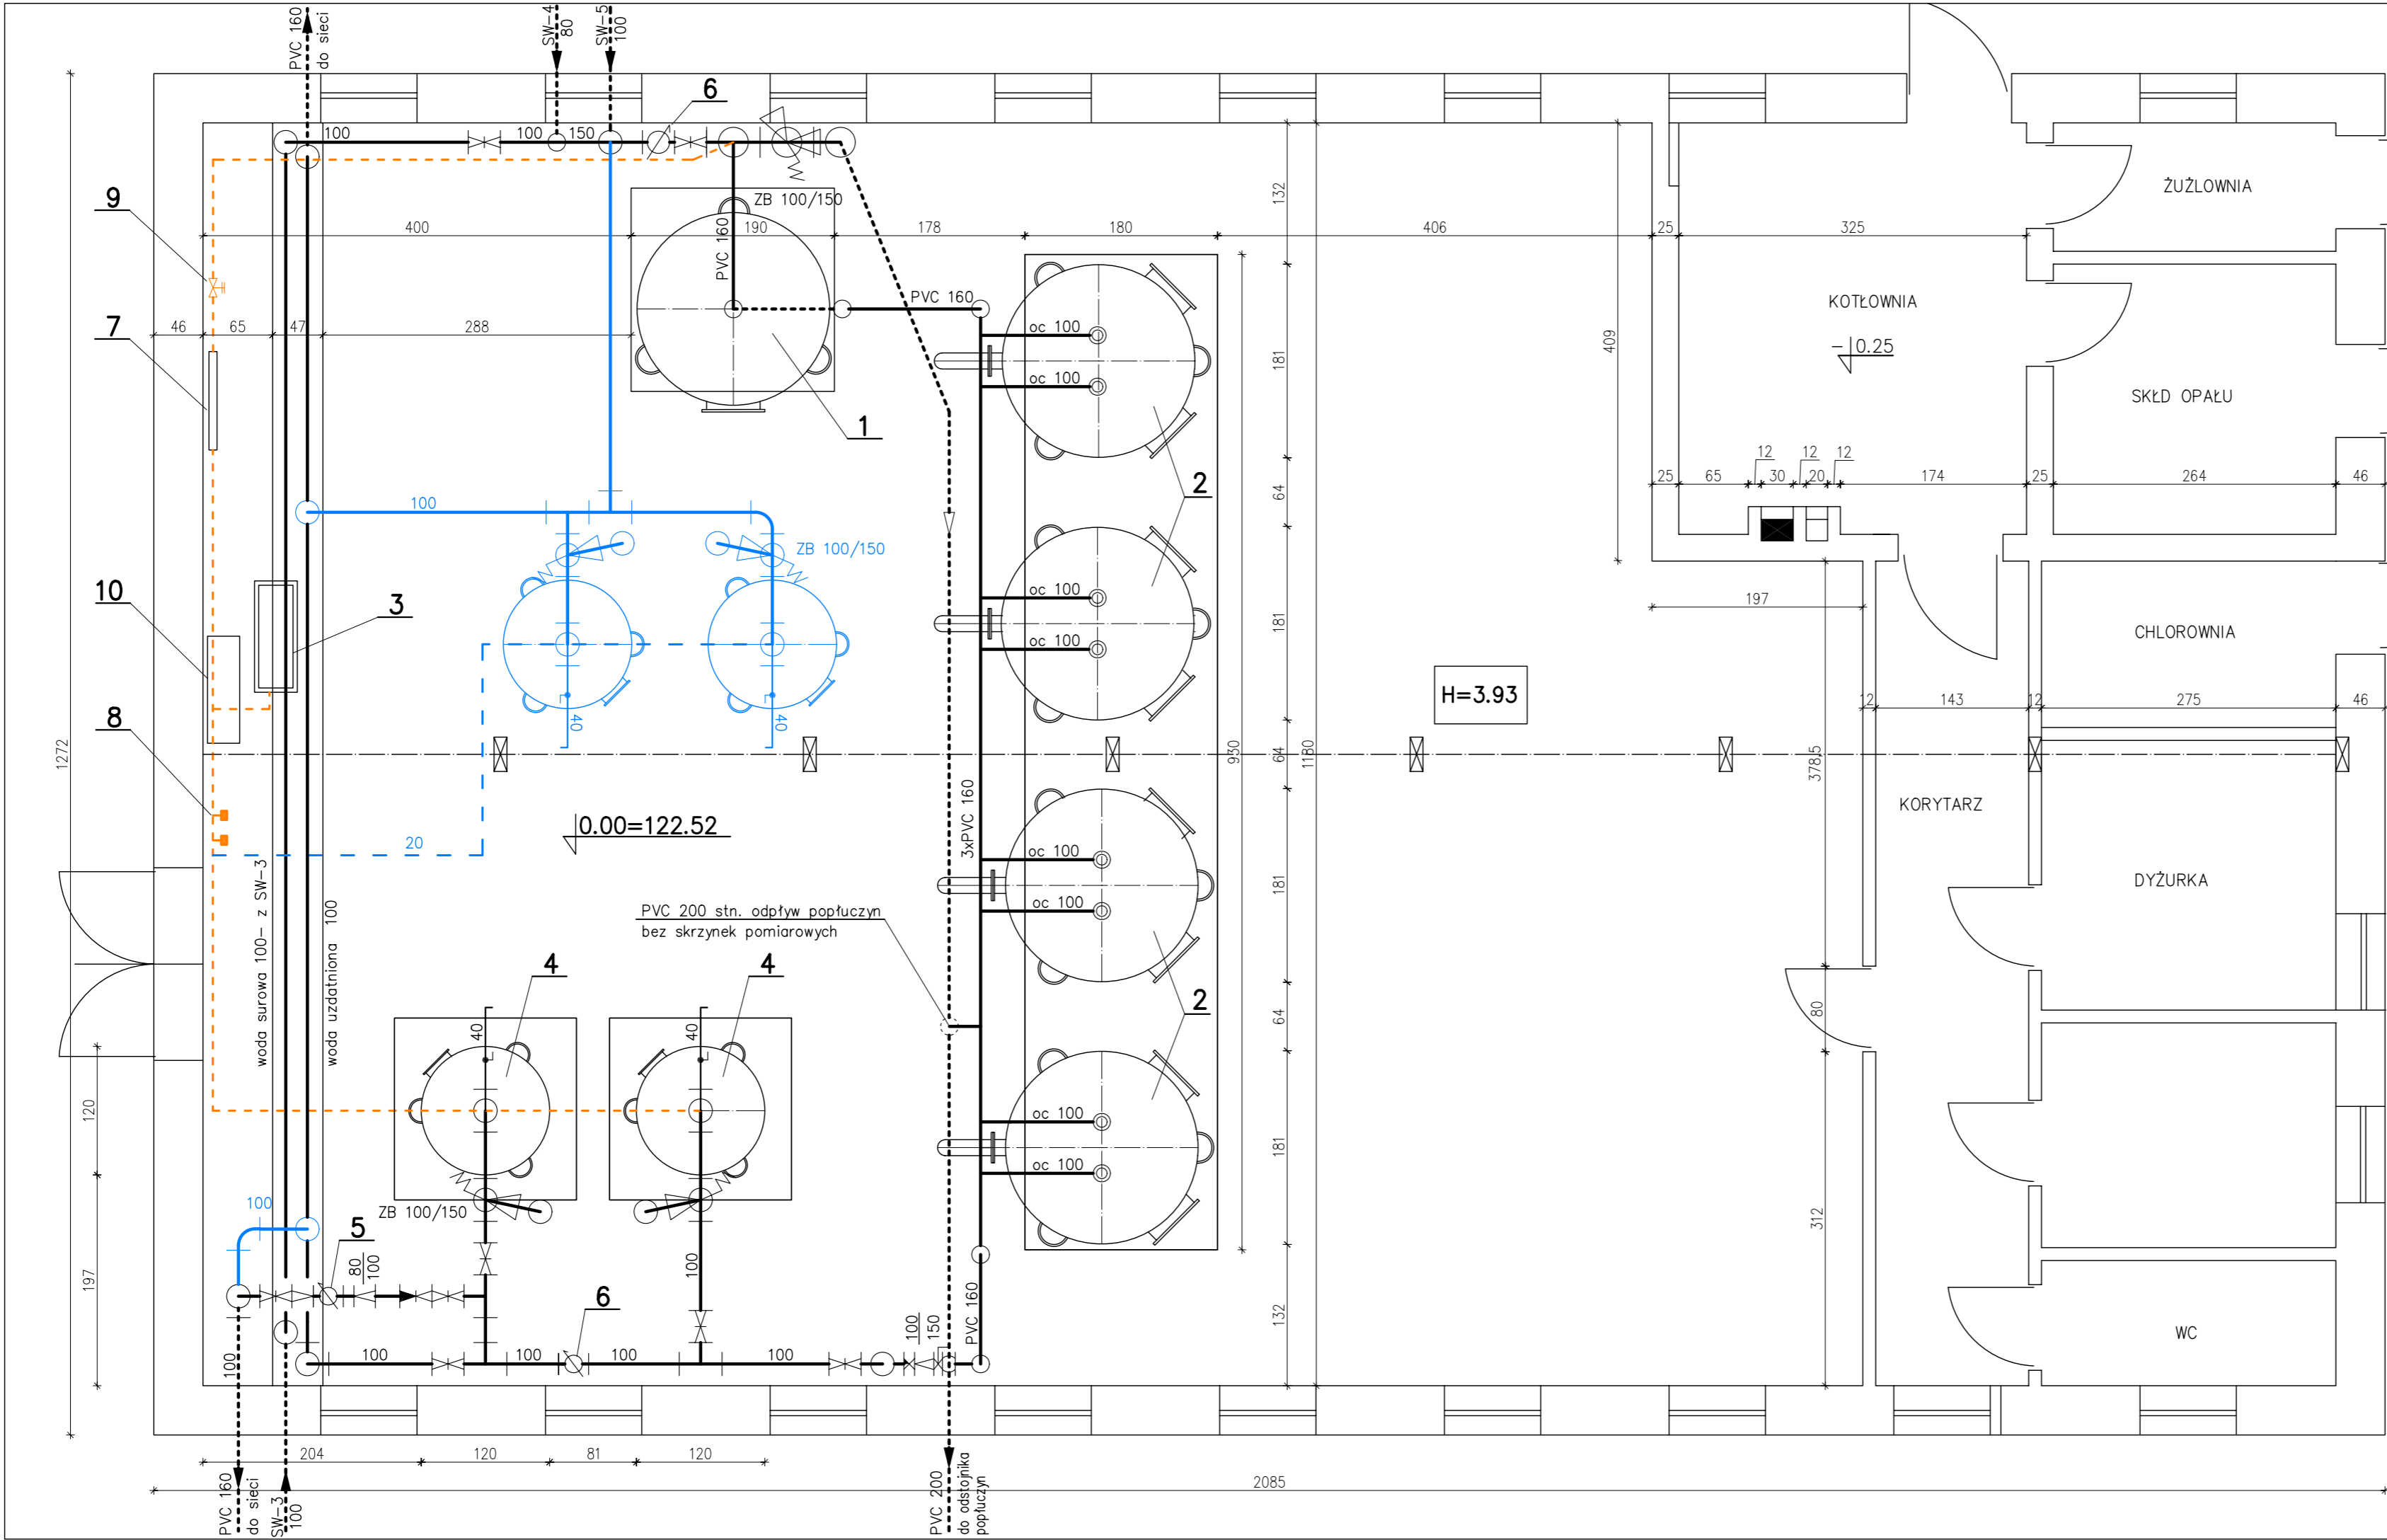 PVC 160
do sieci
SW-4
80
SW-5
100
6
100
100
150
9
ZB 100/150
PVC 160
132
ŻUŻLOWNIA
400
190
178
180
406
25
325
PVC 160
KOTŁOWNIA
46
65
47
288
oc 100
409
-0.25
7
181
oc 100
SKŁD OPAŁU
1
12
12
12
2
64
25
65
30
20
174
25
264
46
100
ZB 100/150
10
3
oc 100
197
CHLOROWNIA
181
oc 100
H=3.93
12
143
12
275
46
8
40
40
1272
930
64
1180
3785
3xPVC 160
KORYTARZ
0.00=122.52
20
oc 100
woda surowa 100- z SW-3
woda uzdatniona 100
181
DYŻURKA
PVC 200 stn. odpływ popłuczyn
bez skrzynek pomiarowych
oc 100
4
4
2
40
40
64
80
120
oc 100
181
oc 100
100
ZB 100/150
5
312
80
100
100
197
6
100
150
PVC 160
132
WC
100
100
100
100
100
204
120
81
120
2085
PVC 160
do sieci
SW-3
100
PVC 200
do odstojnika
popłuczyn